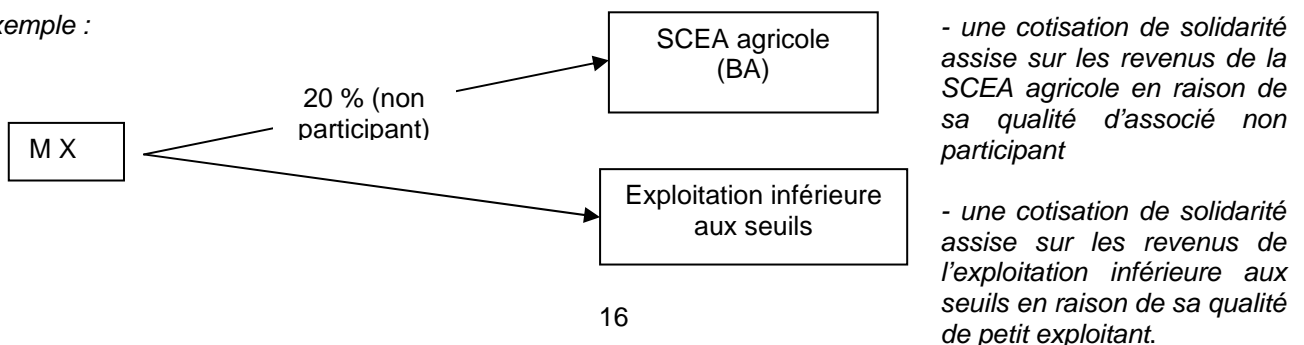 xemple :
SCEA agricole
(BA)
20 % (non
participant)
M X
Exploitation inférieure
aux seuils
- une cotisation de solidarité
assise sur les revenus de la
SCEA agricole en raison de
sa qualité d’associé non
participant
- une cotisation de solidarité
assise sur les revenus de
l’exploitation inférieure aux
seuils en raison de sa qualité
de petit exploitant.
16